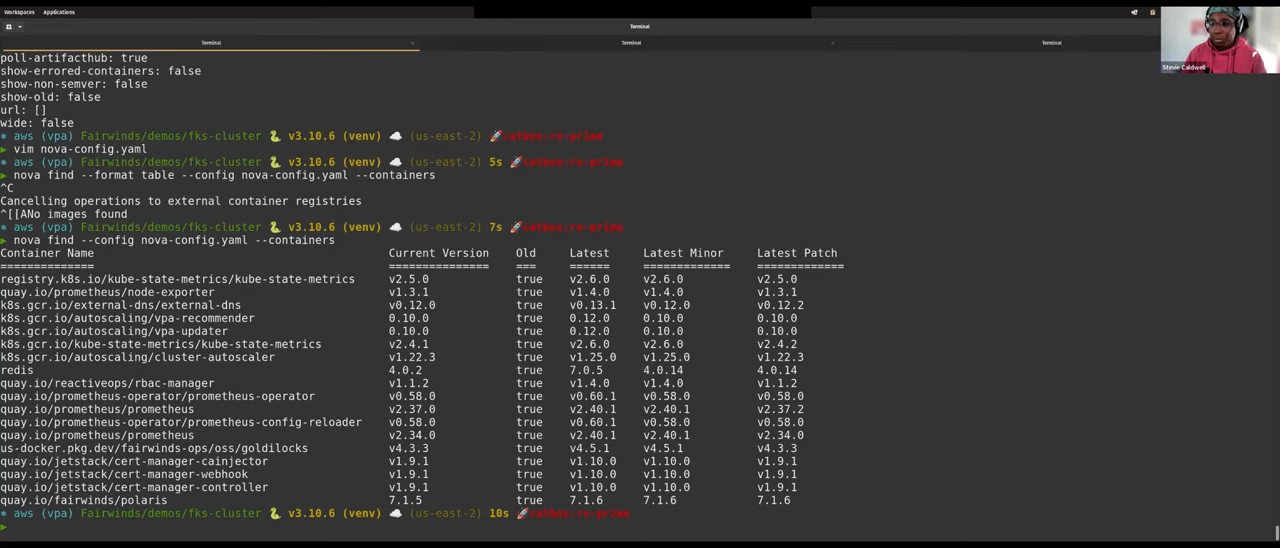 Workspaces Applications
Terminal
Terminal Terminal Terminal
Stevie Caldwell
poll-artifacthub: true
show-errored-containers: false
show-non-semver: false
show-old: false
url: []
wide: false
aws (vpa) Fairwinds/demos/fks-cluster v3.10.6 (venv) (us-east-2)
vim nova-config.yaml
aws (vpa) Fairwinds/demos/fks-cluster v3.10.6 (venv) (us-east-2) 5s
nova find --format table --config nova-config.yaml --containers
^C
Cancelling operations to external container registries
^[[ANo images found
aws (vpa) Fairwinds/demos/fks-cluster v3.10.6 (venv) (us-east-2) 7s
nova find --config nova-config.yaml --containers
Container Name Current Version Old Latest Latest Minor Latest Patch
============== =============== === ====== ============= =============
registry.k8s.io/kube-state-metrics/kube-state-metrics v2.5.0 true v2.6.0 v2.6.0 v2.5.0
quay.io/prometheus/node-exporter v1.3.1 true v1.4.0 v1.4.0 v1.3.1
k8s.gcr.io/external-dns/external-dns v0.12.0 true v0.13.1 v0.12.0 v0.12.2
k8s.gcr.io/autoscaling/vpa-recommender 0.10.0 true 0.12.0 0.10.0 0.10.0
k8s.gcr.io/autoscaling/vpa-updater 0.10.0 true 0.12.0 0.10.0 0.10.0
k8s.gcr.io/kube-state-metrics/kube-state-metrics v2.4.1 true v2.6.0 v2.6.0 v2.4.2
k8s.gcr.io/autoscaling/cluster-autoscaler v1.22.3 true v1.25.0 v1.25.0 v1.22.3
redis 4.0.2 true 7.0.5 4.0.14 4.0.14
quay.io/reactiveops/rbac-manager v1.1.2 true v1.4.0 v1.4.0 v1.1.2
quay.io/prometheus-operator/prometheus-operator v0.58.0 true v0.60.1 v0.60.1 v0.58.0
quay.io/prometheus/prometheus v2.37.0 true v2.40.1 v2.40.1 v2.37.2
quay.io/prometheus-operator/prometheus-config-reloader v0.58.0 true v0.60.1 v0.60.1 v0.58.0
quay.io/prometheus/prometheus v2.34.0 true v2.40.1 v2.40.1 v2.34.0
us-docker.pkg.dev/fairwinds-ops/oss/goldilocks v4.3.3 true v4.5.1 v4.5.1 v4.3.3
quay.io/jetstack/cert-manager-cainjector v1.9.1 true v1.10.0 v1.10.0 v1.9.1
quay.io/jetstack/cert-manager-webhook v1.9.1 true v1.10.0 v1.10.0 v1.9.1
quay.io/jetstack/cert-manager-controller v1.9.1 true v1.10.0 v1.10.0 v1.9.1
quay.io/fairwinds/polaris 7.1.5 true 7.1.6 7.1.6 7.1.6
aws (vpa) Fairwinds/demos/fks-cluster v3.10.6 (venv) (us-east-2) 10s